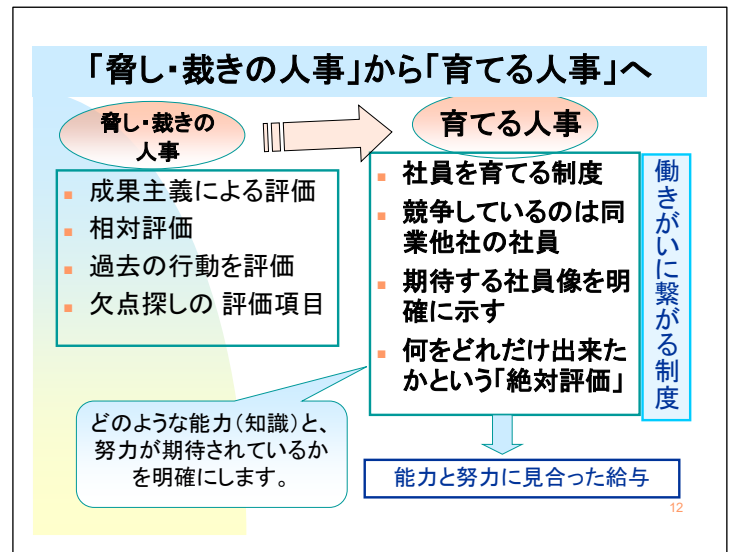 「脅し・裁きの人事」から「育てる人事」へ
脅し・裁きの
人事
■ 成果主義による評価
■ 相対評価
■ 過去の行動を評価
■ 欠点探しの 評価項目
育てる人事
■ 社員を育てる制度
■ 競争しているのは同
業他社の社員
■ 期待する社員像を明
確に示す
■ 何をどれだけ出来た
かという「絶対評価」
働きがいに繋がる制度
どのような能力（知識）と、
努力が期待されているか
を明確にします。
能力と努力に見合った給与
12